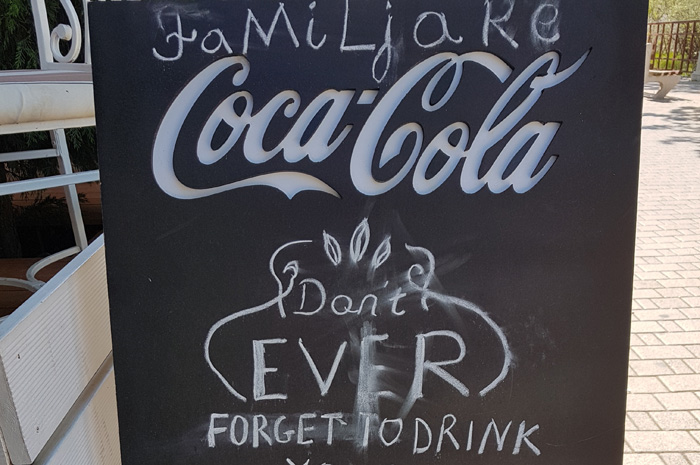 FaMiLjaRe
Coca-Cola
Don't
EVER
FORGET TO DRINK